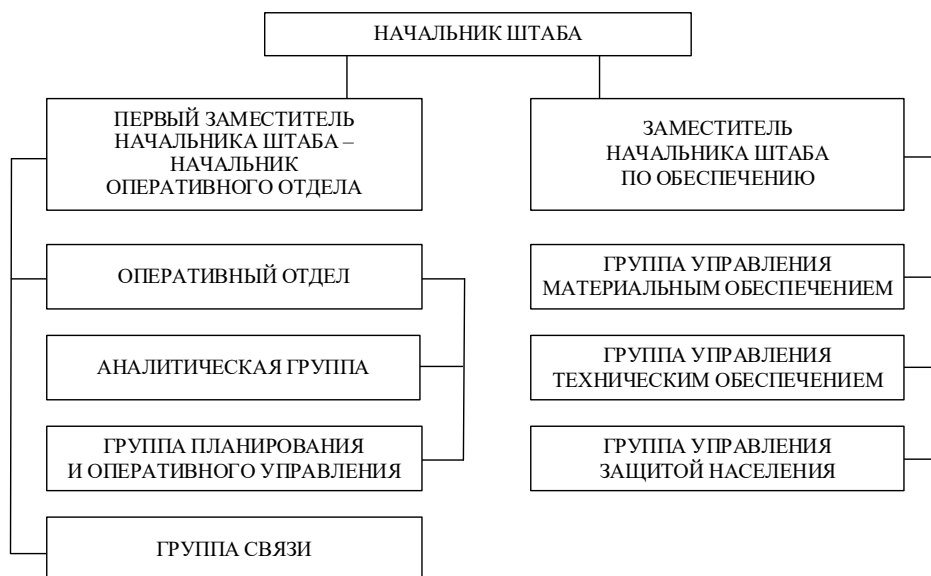 НАЧАЛЬНИК ШТАБА
ПЕРВЫЙ ЗАМЕСТИТЕЛЬ
НАЧАЛЬНИКА ШТАБА –
НАЧАЛЬНИК
ОПЕРАТИВНОГО ОТДЕЛА
ОПЕРАТИВНЫЙ ОТДЕЛ
АНАЛИТИЧЕСКАЯ ГРУППА
ГРУППА ПЛАНИРОВАНИЯ
И ОПЕРАТИВНОГО УПРАВЛЕНИЯ
ГРУППА СВЯЗИ
ЗАМЕСТИТЕЛЬ
НАЧАЛЬНИКА ШТАБА
ПО ОБЕСПЕЧЕНИЮ
ГРУППА УПРАВЛЕНИЯ
МАТЕРИАЛЬНЫМ ОБЕСПЕЧЕНИЕМ
ГРУППА УПРАВЛЕНИЯ
ТЕХНИЧЕСКИМ ОБЕСПЕЧЕНИЕМ
ГРУППА УПРАВЛЕНИЯ
ЗАЩИТОЙ НАСЕЛЕНИЯ